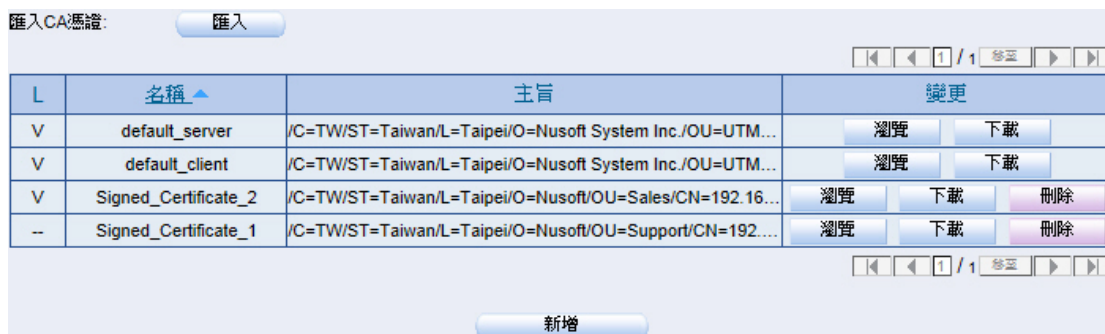 匯入CA憑證: 匯入
1 / 1 移至
L 名稱 主旨 變更
V default_server /C=TW/ST=Taiwan/L=Taipei/O=Nusoft System Inc./OU=UTM... 瀏覽 下載
V default_client /C=TW/ST=Taiwan/L=Taipei/O=Nusoft System Inc./OU=UTM... 瀏覽 下載
V Signed_Certificate_2 /C=TW/ST=Taiwan/L=Taipei/O=Nusoft/OU=Sales/CN=192.16... 瀏覽 下載 刪除
-- Signed_Certificate_1 /C=TW/ST=Taiwan/L=Taipei/O=Nusoft/OU=Support/CN=192.... 瀏覽 下載 刪除
1 / 1 移至
新增